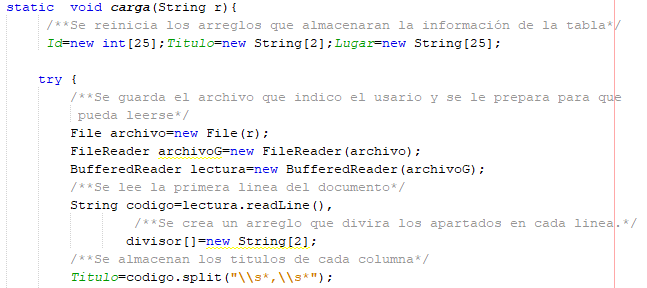 static  void carga(String r){
/**Se reinicia los arreglos que almacenaran la información de la tabla*/
Id=new int[25];Titulo=new String[2];Lugar=new String[25];
try {
/**Se guarda el archivo que indico el usario y se le prepara para que
pueda leerse*/
File archivo=new File(r);
FileReader archivoG=new FileReader(archivo);
BufferedReader lectura=new BufferedReader(archivoG);
/**Se lee la primera linea del documento*/
String codigo=lectura.readLine(),
/**Se crea un arreglo que divira los apartados en cada linea.*/
divisor[]=new String[2];
/**Se almacenan los titulos de cada columna*/
Titulo=codigo.split("\\s*,\\s*");